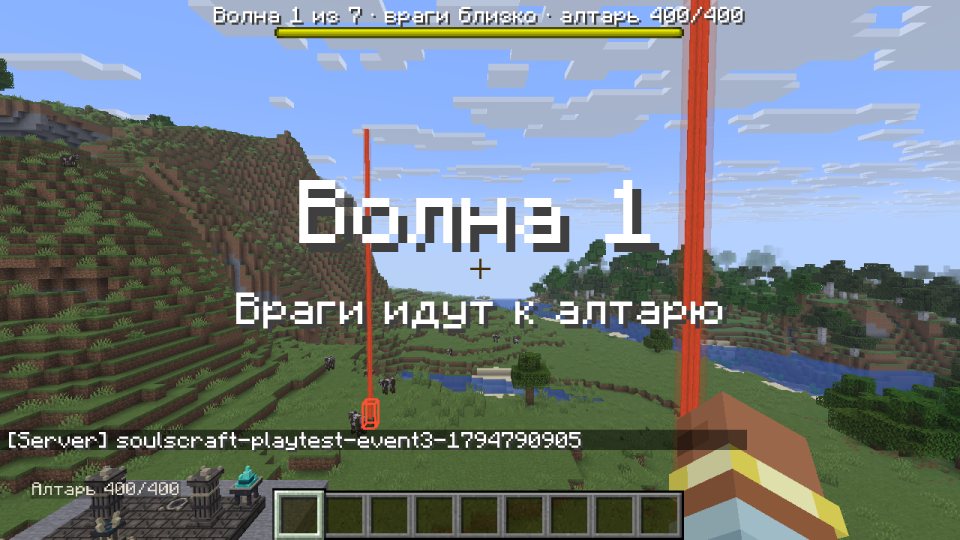 Волна 1 из 7 · враги близко · алтарь 400/400
Волна 1
Враги идут к алтарю
[Server] soulscraft-playtest-event3-1794790905
Алтарь 400/400